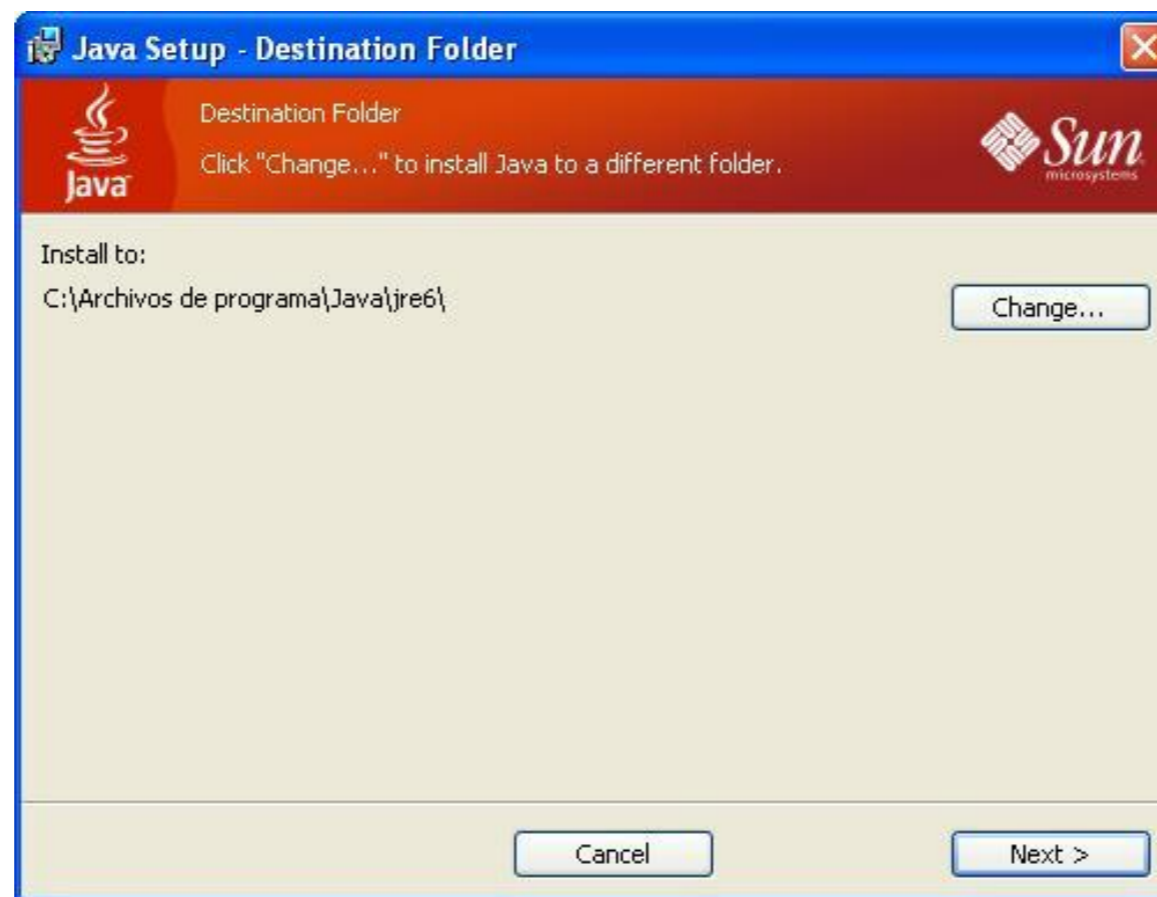 Java Setup - Destination Folder
Destination Folder
Click "Change..." to install Java to a different folder.
Java
Sun
microsystems
Install to:
C:\Archivos de programa\Java\jre6\
Change...
Cancel
Next >